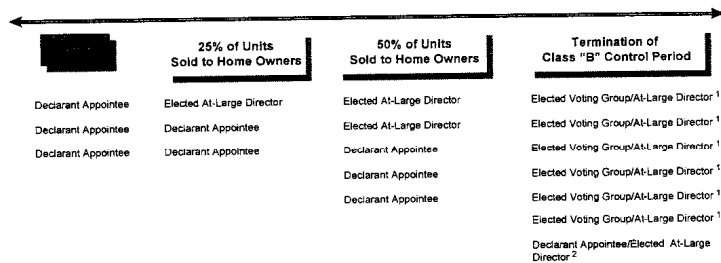 25% of Units
Sold to Home Owners
50% of Units
Sold to Home Owners
Termination of
Class "B" Control Period
Declarant Appointee
Declarant Appointee
Declarant Appointee
Elected At-Large Director
Declarant Appointee
Declarant Appointee
Elected At-Large Director
Elected At-Large Director
Declarant Appointee
Declarant Appointee
Declarant Appointee
Elected Voting Group/At-Large Director 1
Elected Voting Group/At-Large Director 1
Elected Voting Group/At-Large Director 1
Elected Voting Group/At-Large Director 1
Elected Voting Group/At-Large Director 1
Elected Voting Group/At-Large Director 1
Declarant Appointee/Elected At-Large
Director 2